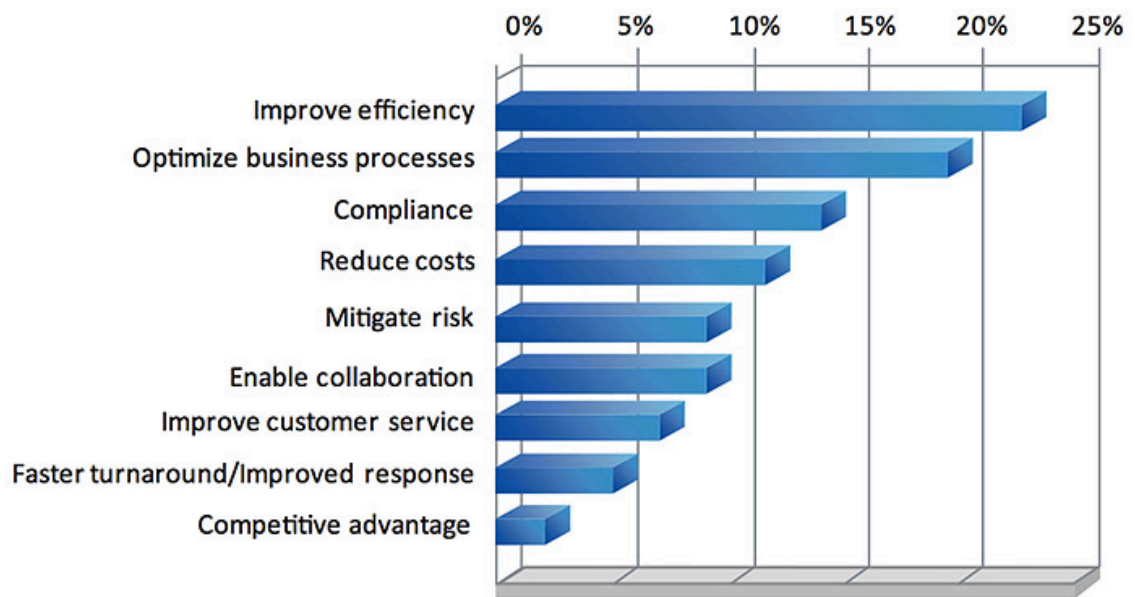 0% 5% 10% 15% 20% 25%
Improve efficiency
Optimize business processes
Compliance
Reduce costs
Mitigate risk
Enable collaboration
Improve customer service
Faster turnaround/Improved response
Competitive advantage